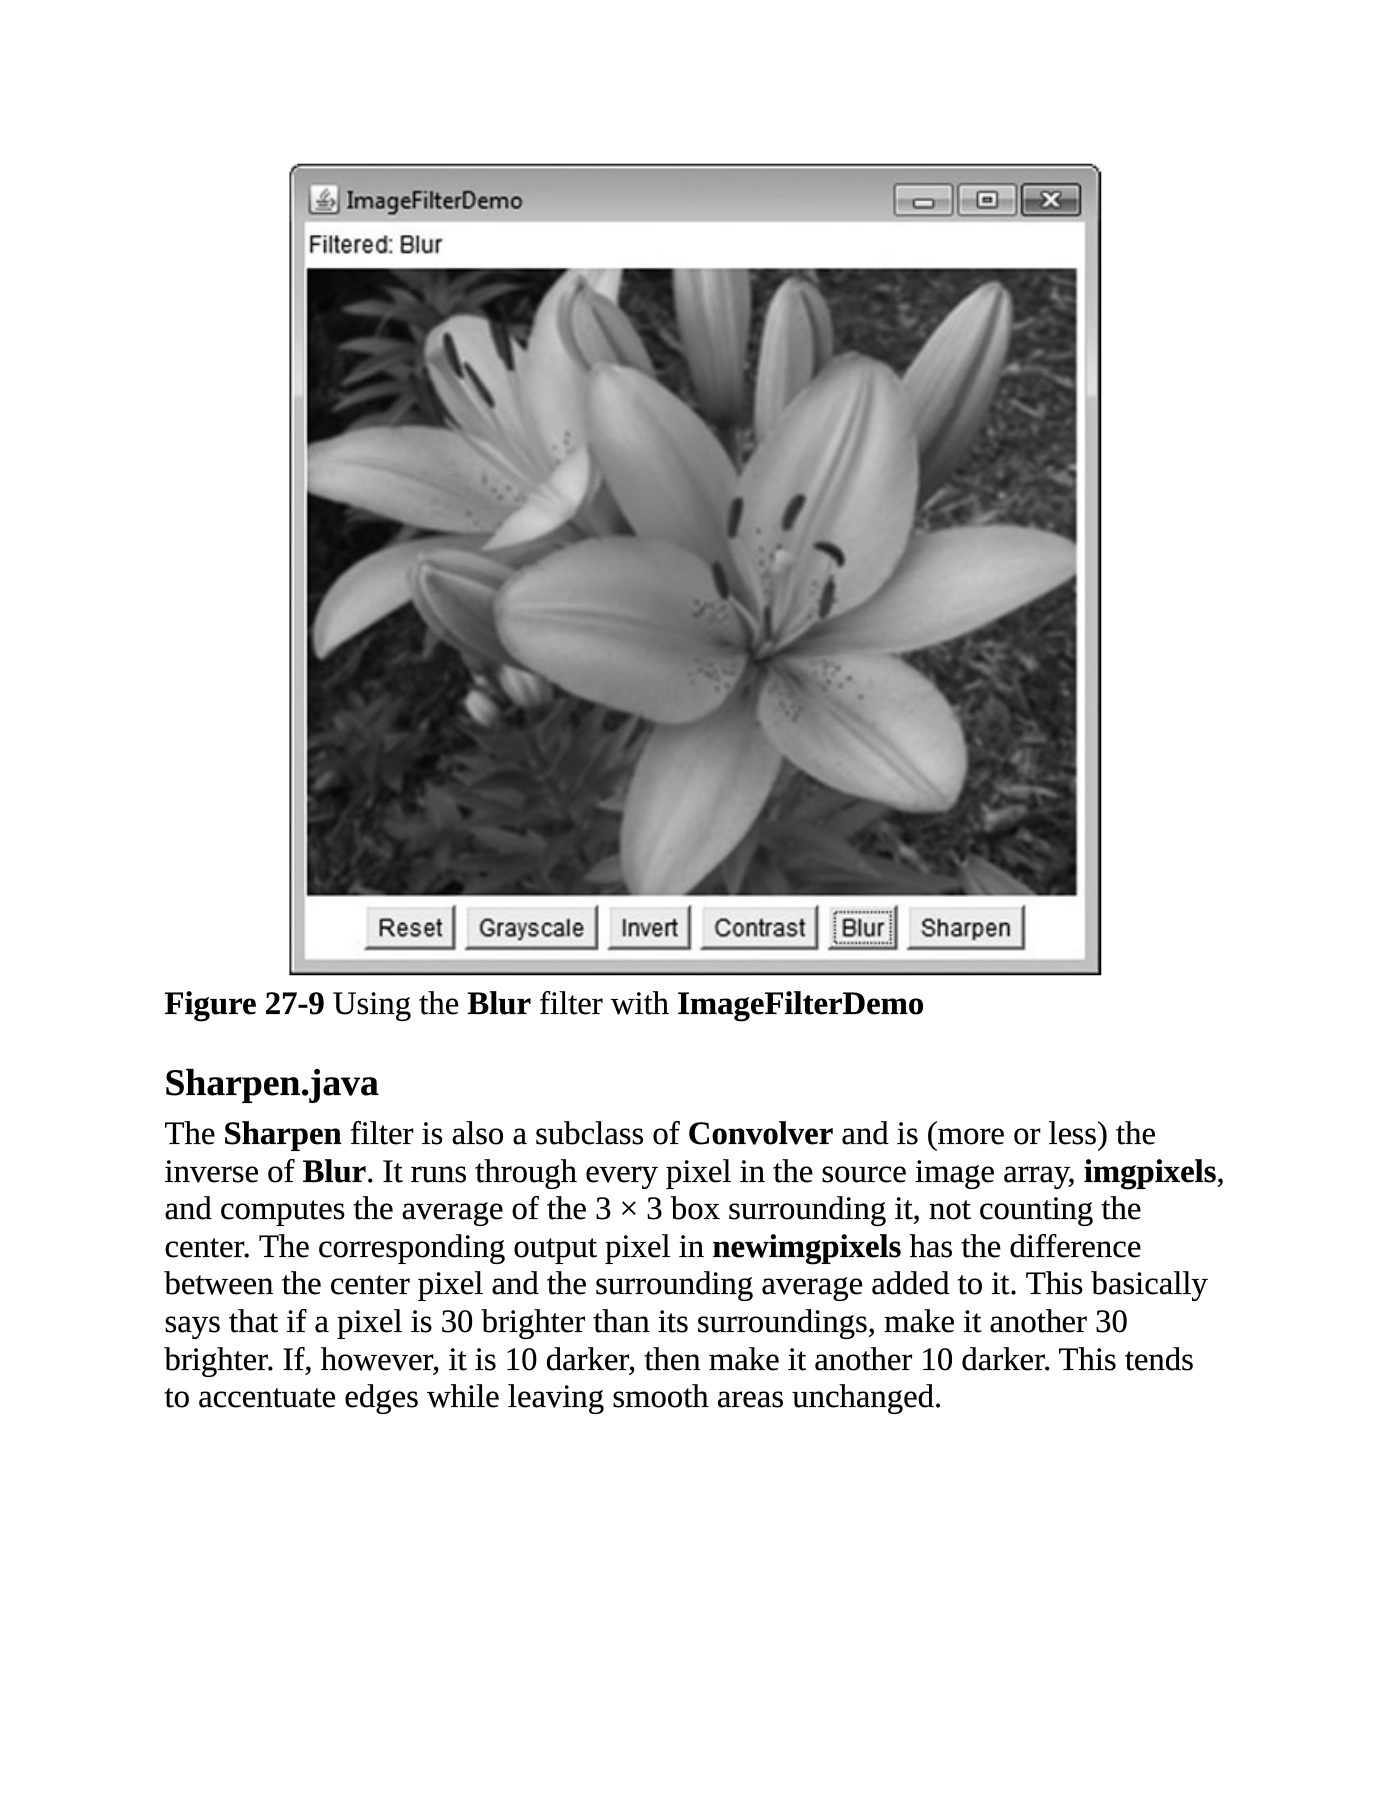 ImageFilterDemo
Filtered: Blur
Reset Grayscale Invert Contrast Blur Sharpen
Figure 27-9 Using the Blur filter with ImageFilterDemo
Sharpen.java
The Sharpen filter is also a subclass of Convolver and is (more or less) the
inverse of Blur. It runs through every pixel in the source image array, imgpixels,
and computes the average of the 3 × 3 box surrounding it, not counting the
center. The corresponding output pixel in newimgpixels has the difference
between the center pixel and the surrounding average added to it. This basically
says that if a pixel is 30 brighter than its surroundings, make it another 30
brighter. If, however, it is 10 darker, then make it another 10 darker. This tends
to accentuate edges while leaving smooth areas unchanged.